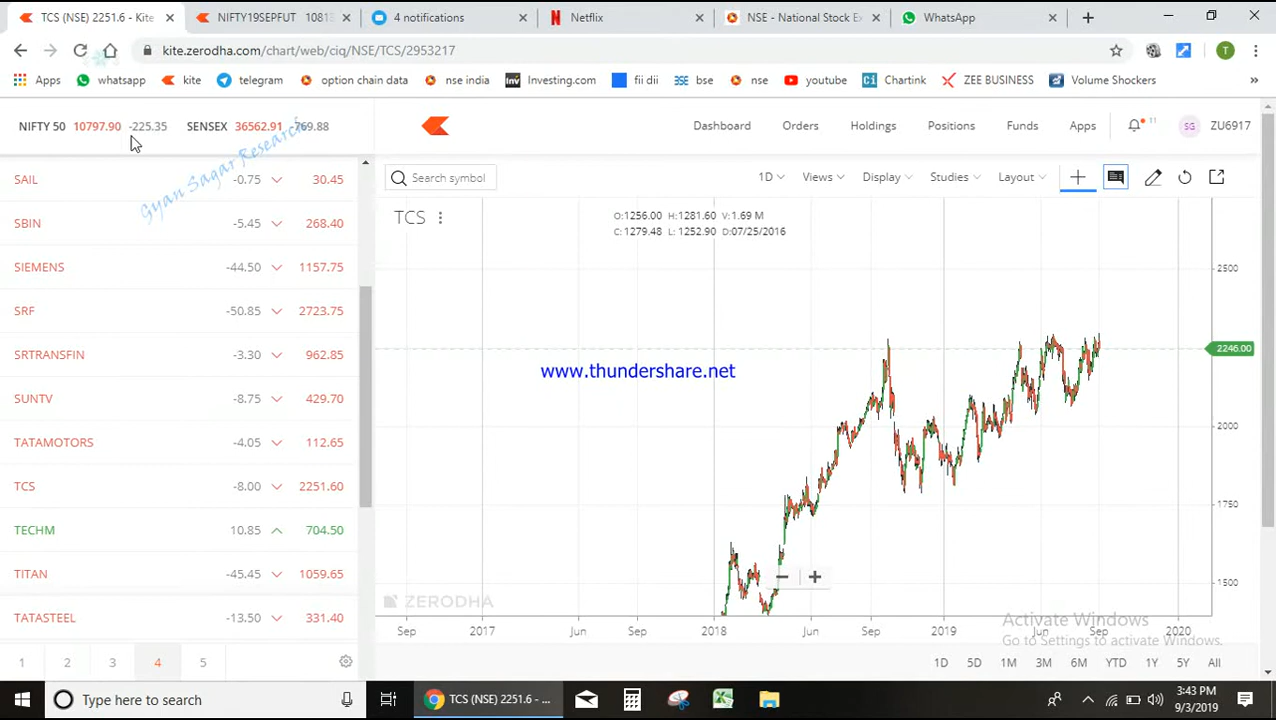 TCS (NSE) 2251.6 - Kite
NIFTY19SEPFUT 1081
4 notifications
Netflix
NSE - National Stock Ex
WhatsApp
kite.zerodha.com/chart/web/ciq/NSE/TCS/2953217
T
Apps
whatsapp
kite
telegram
option chain data
nse india
Inv
Investing.com
fii dii
bse
nse
youtube
Chartink
ZEE BUSINESS
Volume Shockers
NIFTY 50 10797.90 -225.35
SENSEX 36562.91 -769.88
Dashboard
Orders
Holdings
Positions
Funds
Apps
11
SG
ZU6917
Gyan Sagar Research
SAIL -0.75 30.45
SBIN -5.45 268.40
SIEMENS -44.50 1157.75
SRF -50.85 2723.75
SRTRANSFIN -3.30 962.85
SUNTV -8.75 429.70
TATAMOTORS -4.05 112.65
TCS -8.00 2251.60
TECHM 10.85 704.50
TITAN -45.45 1059.65
TATASTEEL -13.50 331.40
1 2 3 4 5
Search symbol
1D
Views
Display
Studies
Layout
TCS
O:1256.00 H:1281.60 V:1.69 M
C: 1279.48 L: 1252.90 D:07/25/2016
www.thundershare.net
2500
2246.00
2000
1750
1500
ZERODHA
Sep 2017 Jun Sep 2018 Jun Sep 2019 Jun Sep 2020
Activate Windows
Go to Settings to activate Windows.
1D 5D 1M 3M 6M YTD 1Y 5Y All
Type here to search
TCS (NSE) 2251.6 - ...
3:43 PM
9/3/2019